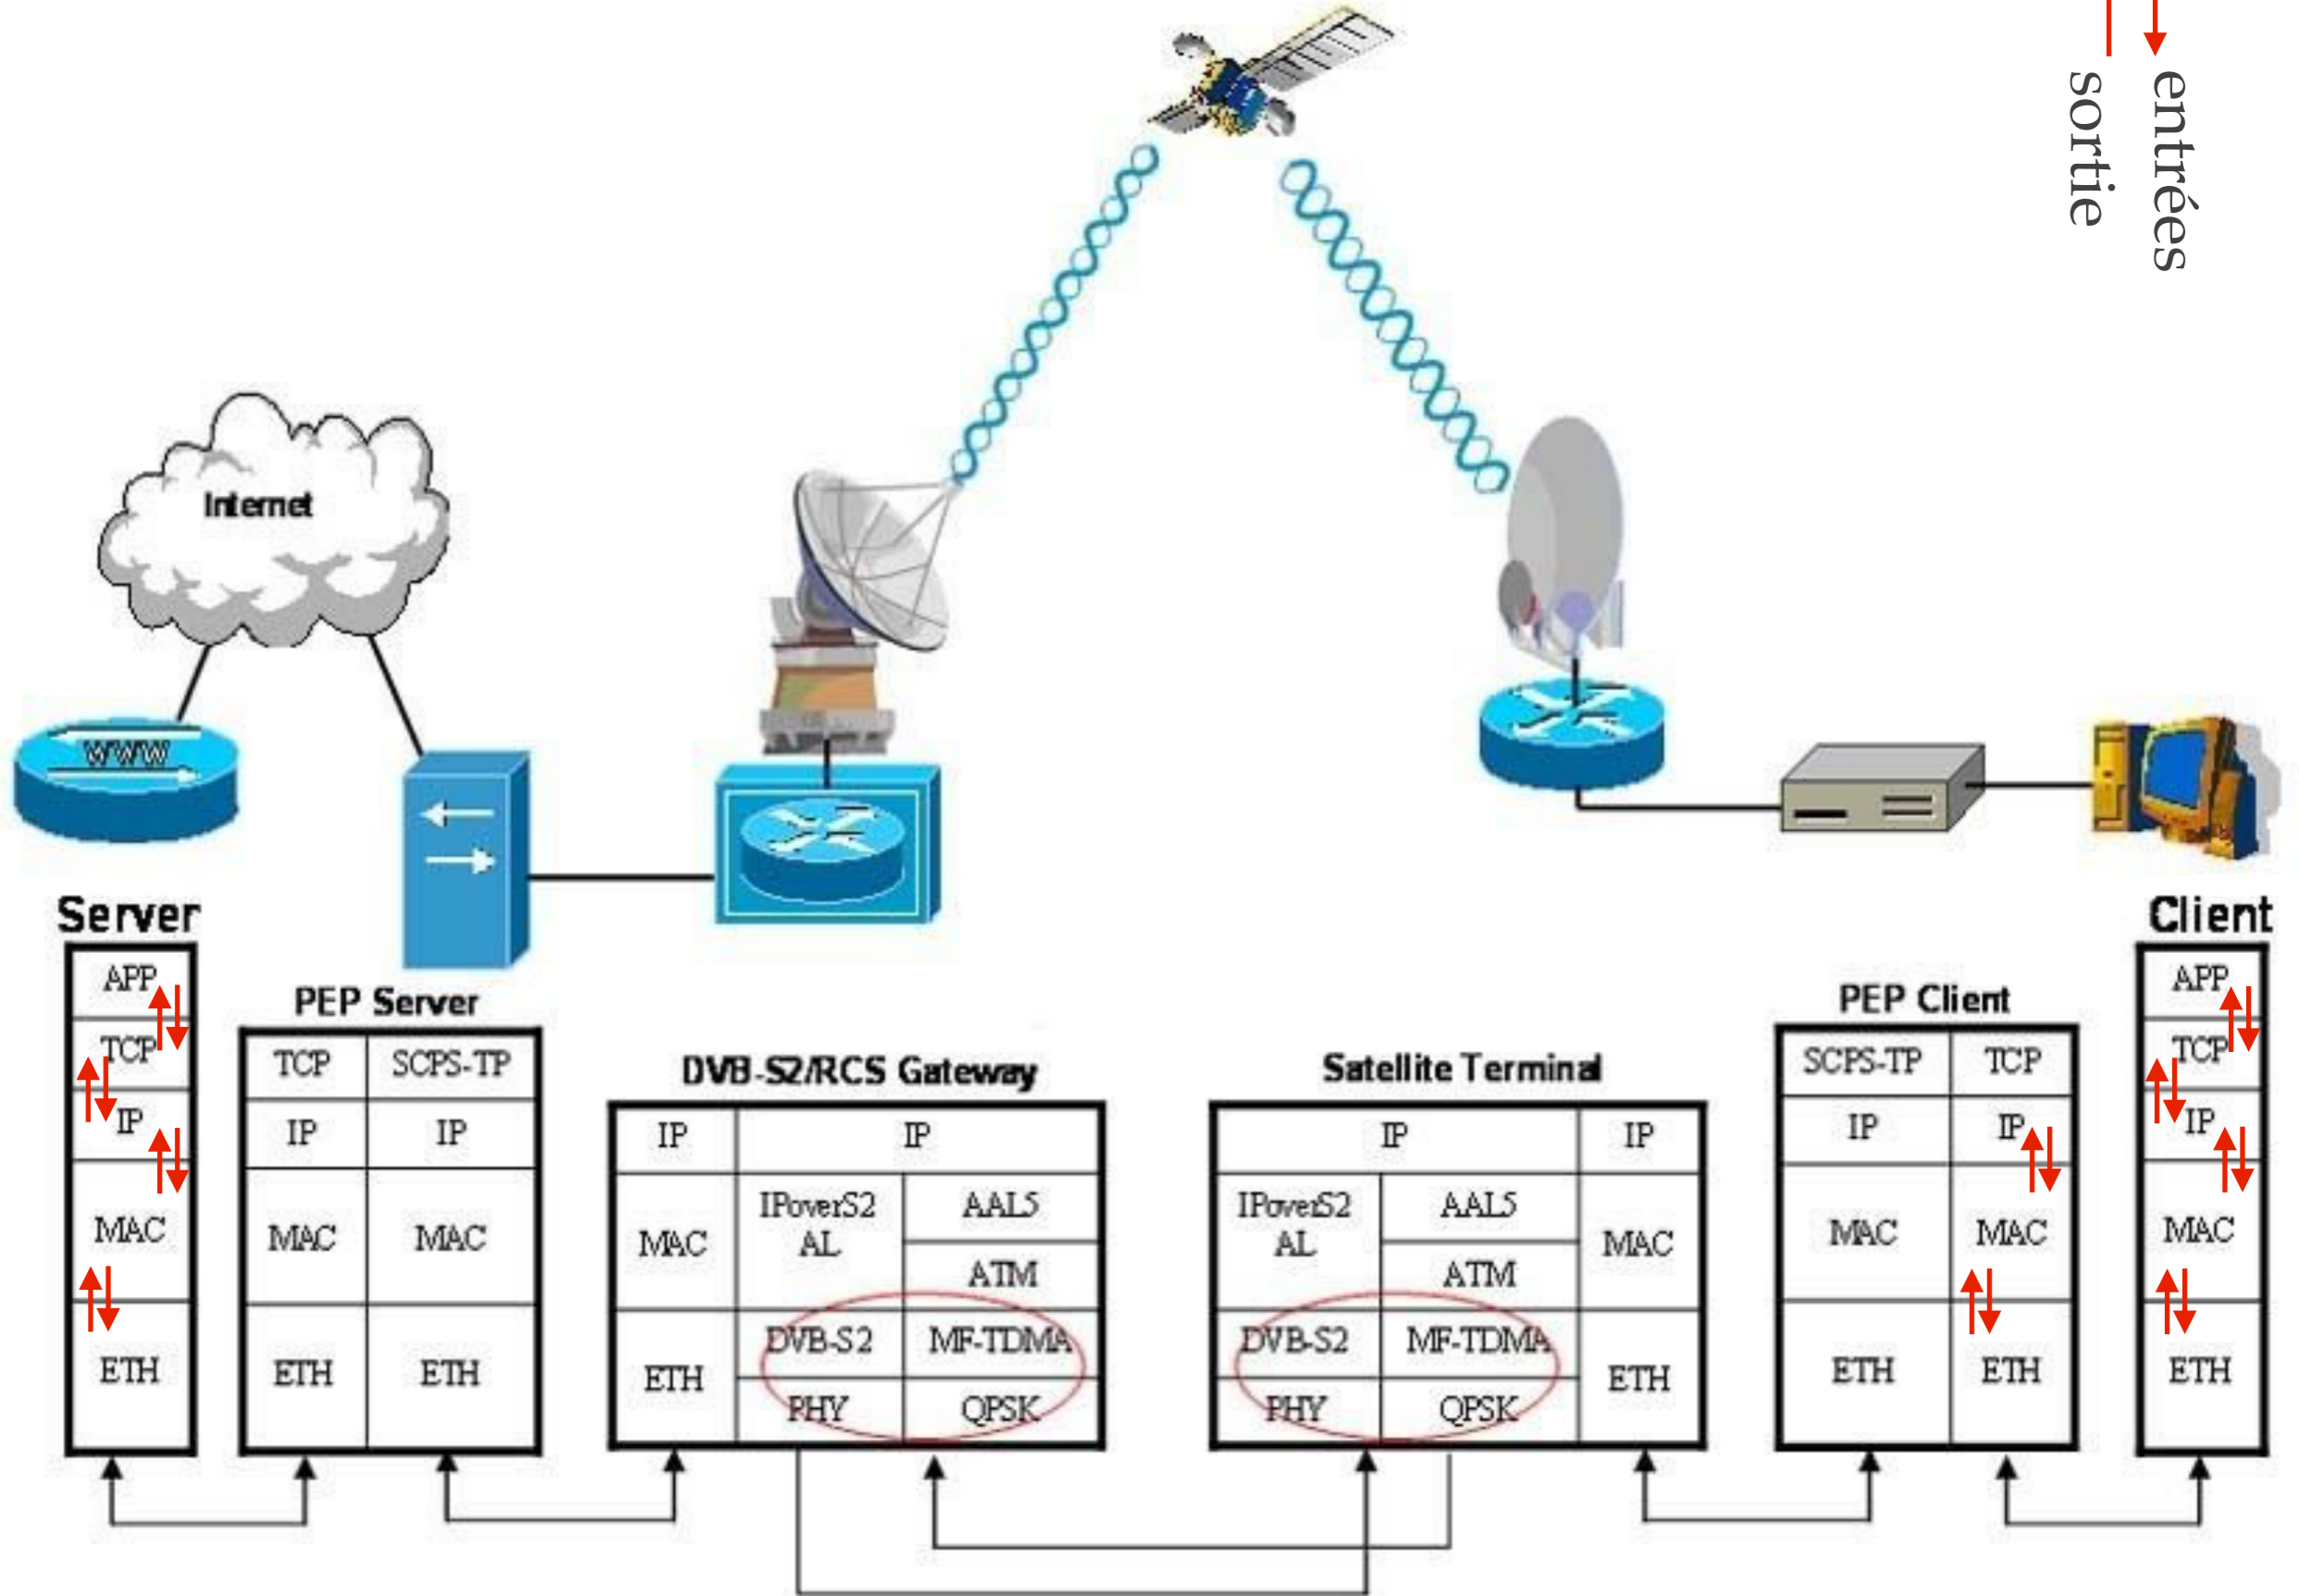 entrées
sortie
Internet
WWW
Server
APP
TCP
IP
MAC
ETH
PEP Server
TCP SCPS-TP
IP IP
MAC MAC
ETH ETH
DVB-S2/RCS Gateway
IP IP
MAC IPoverS2 AAL5
AL ATM
ETH DVB-S2 MF-TDMA
PHY QPSK
Satellite Terminal
IP IP
IPoverS2 AAL5 MAC
AL ATM
DVB-S2 MF-TDMA ETH
PHY QPSK
PEP Client
SCPS-TP TCP
IP IP
MAC MAC
ETH ETH
Client
APP
TCP
IP
MAC
ETH